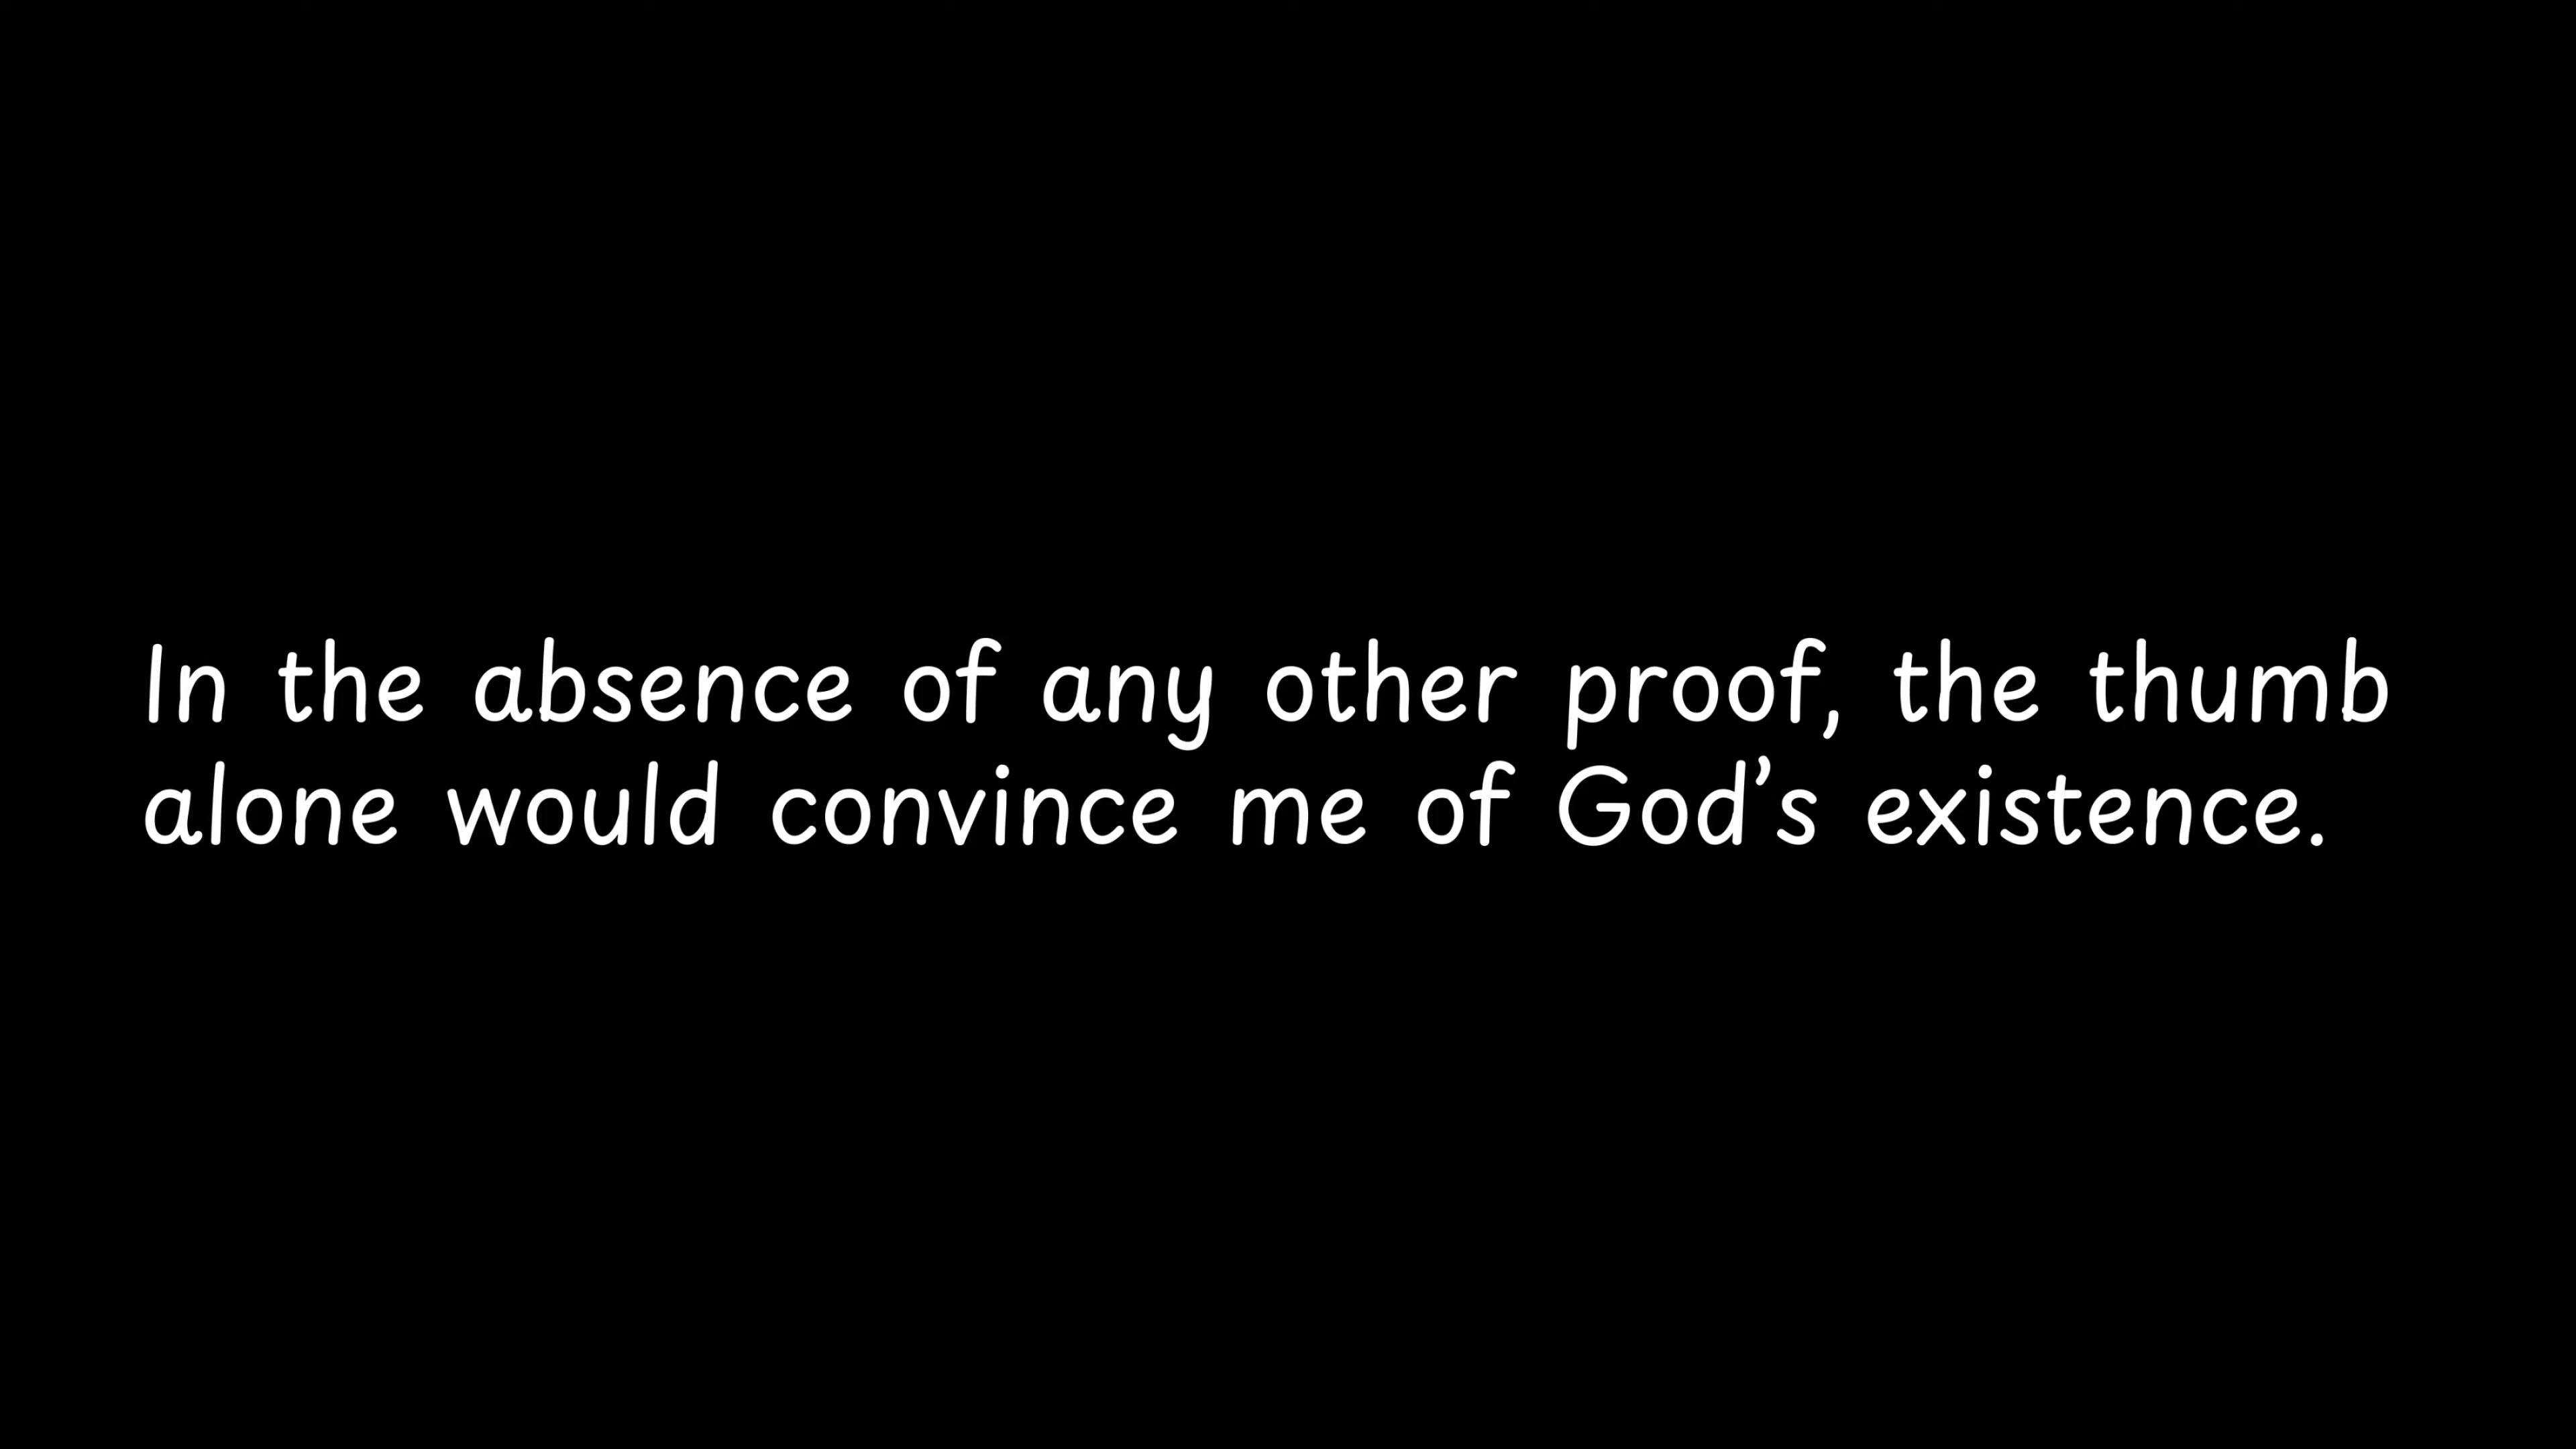 In the absence of any other proof, the thumb
alone would convince me of God’s existence.